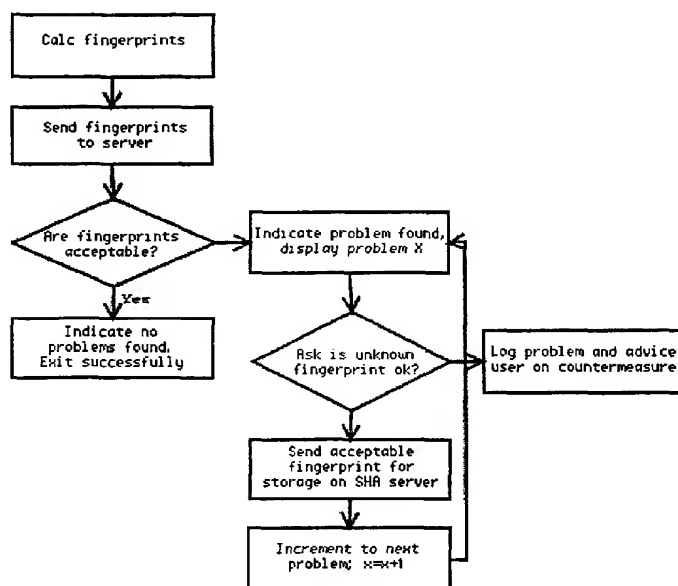 Calc fingerprints
Send fingerprints
to server
Are fingerprints
acceptable?
Yes
Indicate no
problems found.
Exit successfully
Indicate problem found,
display problem X
Ask is unknown
fingerprint ok?
Log problem and advice
user on countermeasure
Send acceptable
fingerprint for
storage on SHA server
Increment to next
problem; x=x+1